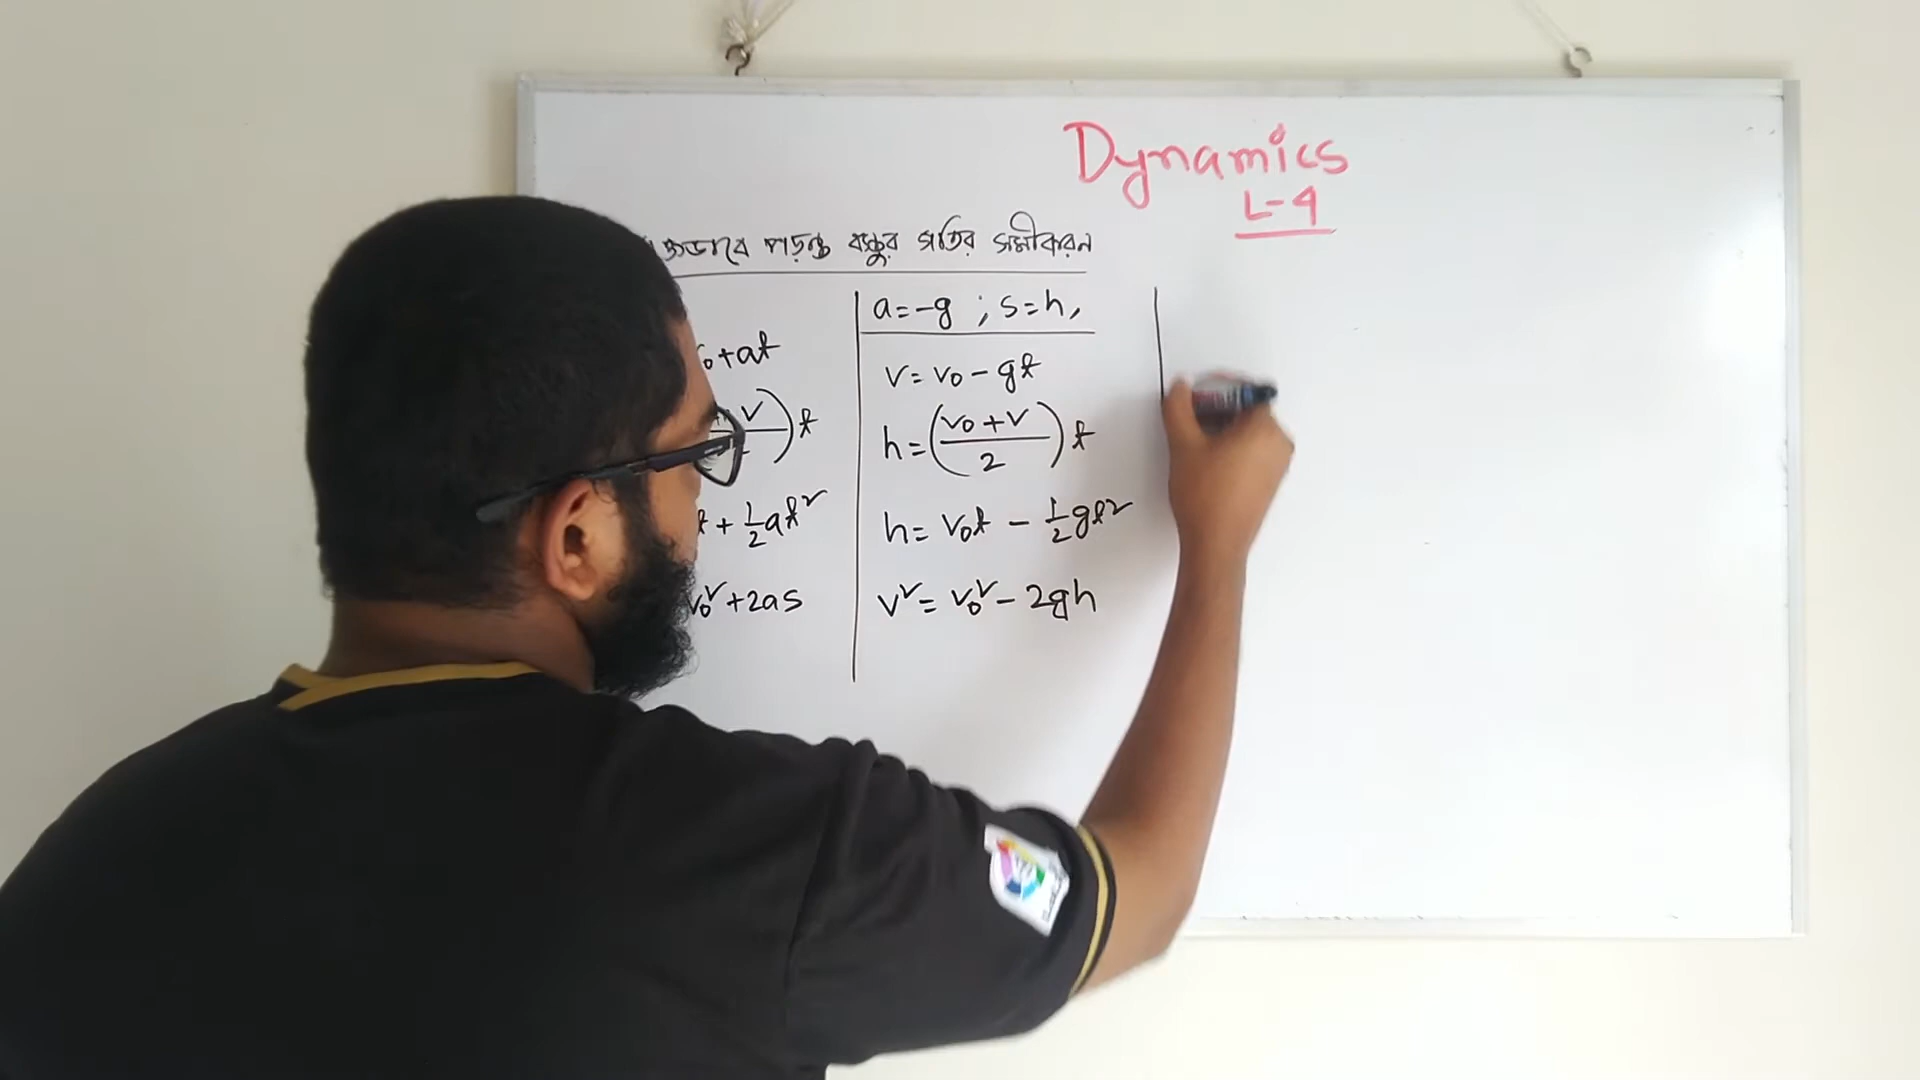 Dynamics
L-4
পড়ন্ত বস্তুর গতির সমীকরন
a=-g ; s=h,
+at
v=v₀-gt
v)t
h=(v₀+v/2)t
+ 1/2at²
h=v₀t - 1/2gt²
v₀²+2as
v²=v₀²-2gh